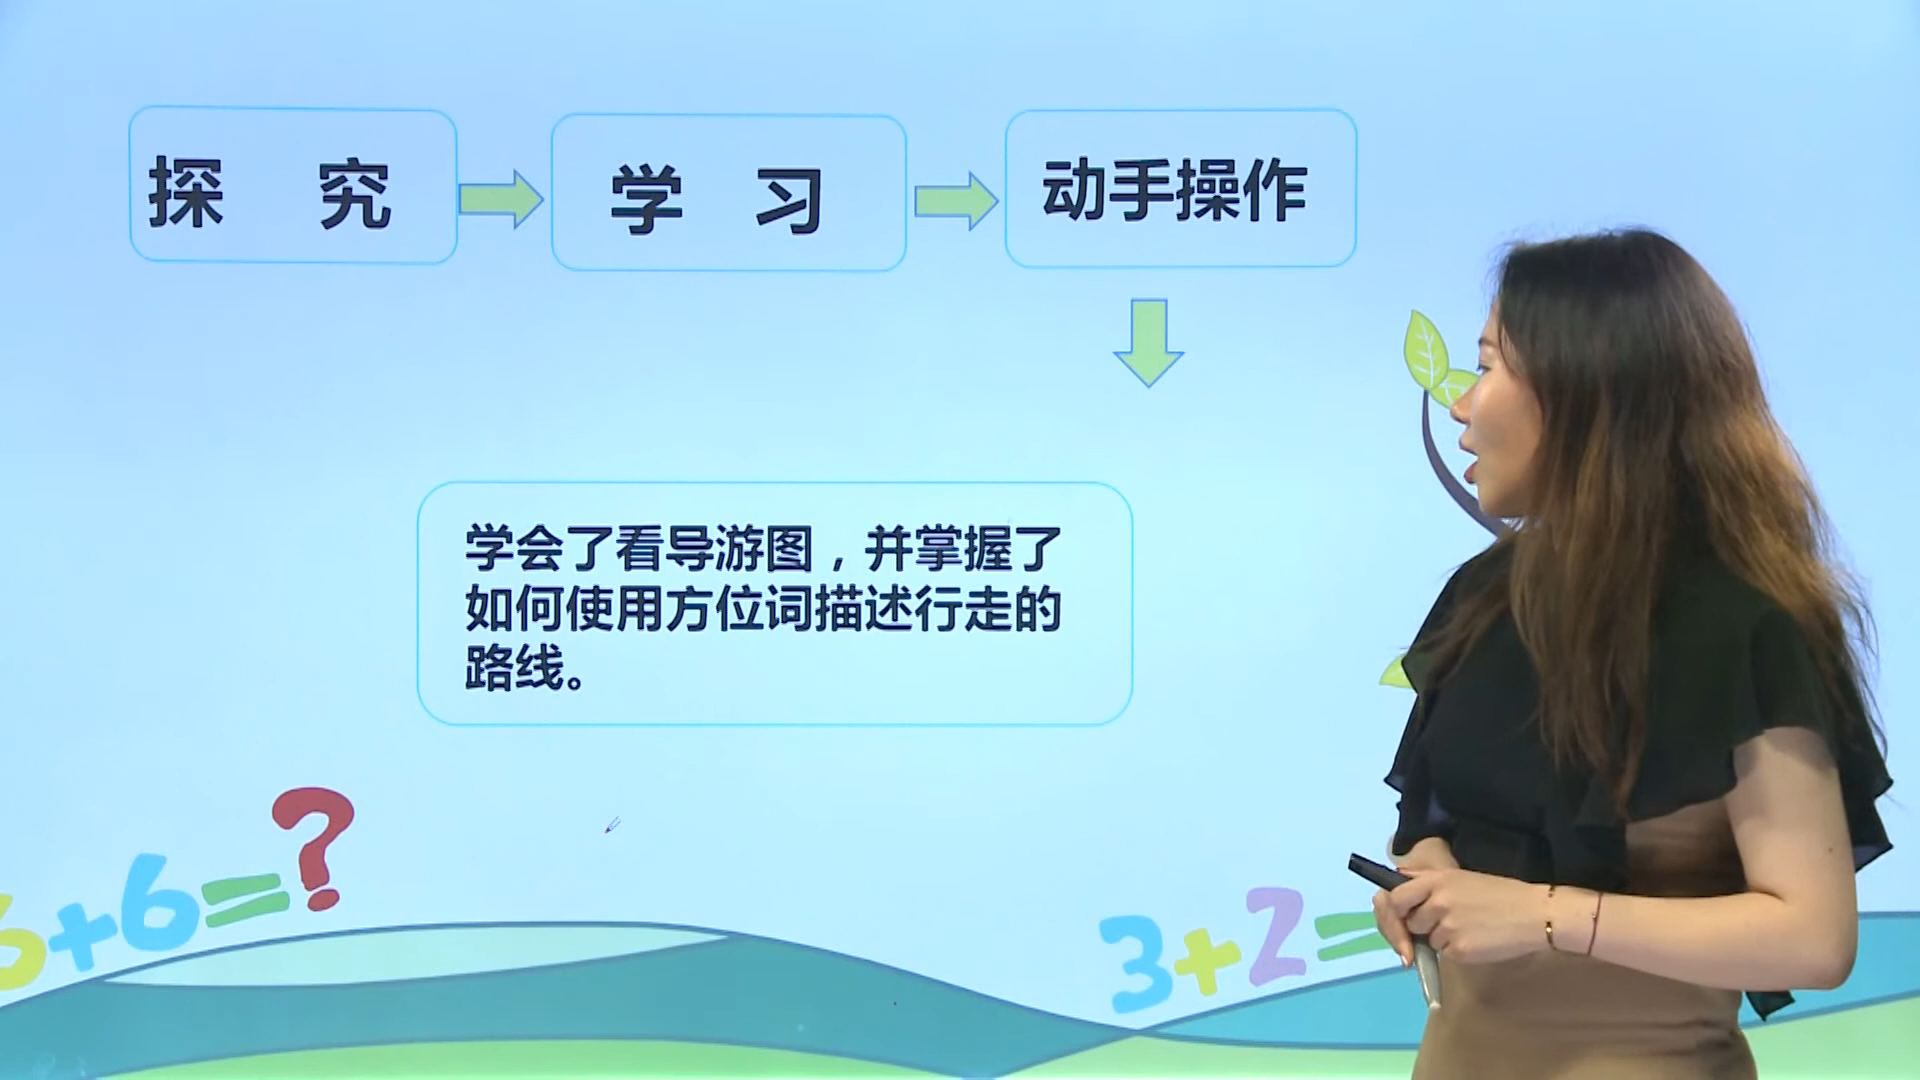 探 究
学 习
动手操作
学会了看导游图，并掌握了
如何使用方位词描述行走的
路线。
+6=?
3+2=